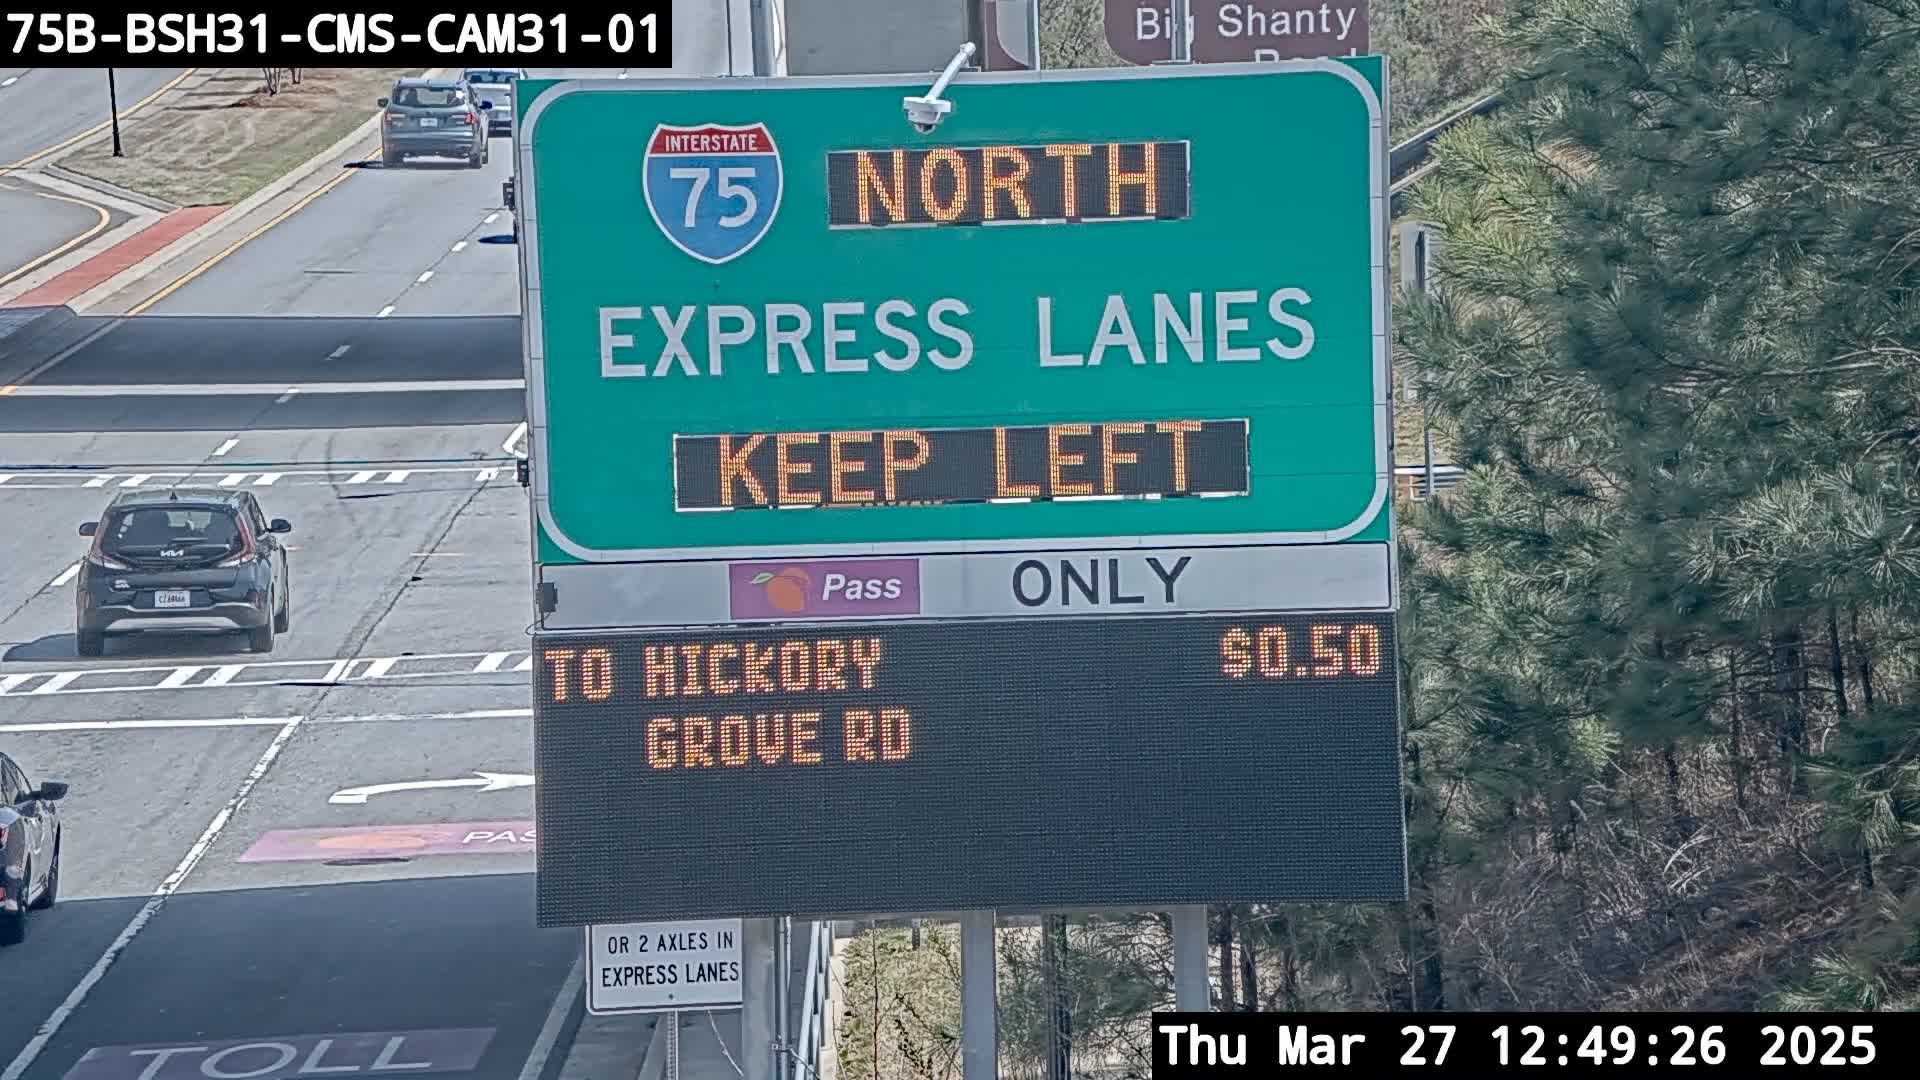 75B-BSH31-CMS-CAM31-01
Big Shanty
INTERSTATE
75
NORTH
EXPRESS LANES
KEEP LEFT
Pass ONLY
TO HICKORY $0.50
GROVE RD
KIA
OR 2 AXLES IN
EXPRESS LANES
TOLL
Thu Mar 27 12:49:26 2025